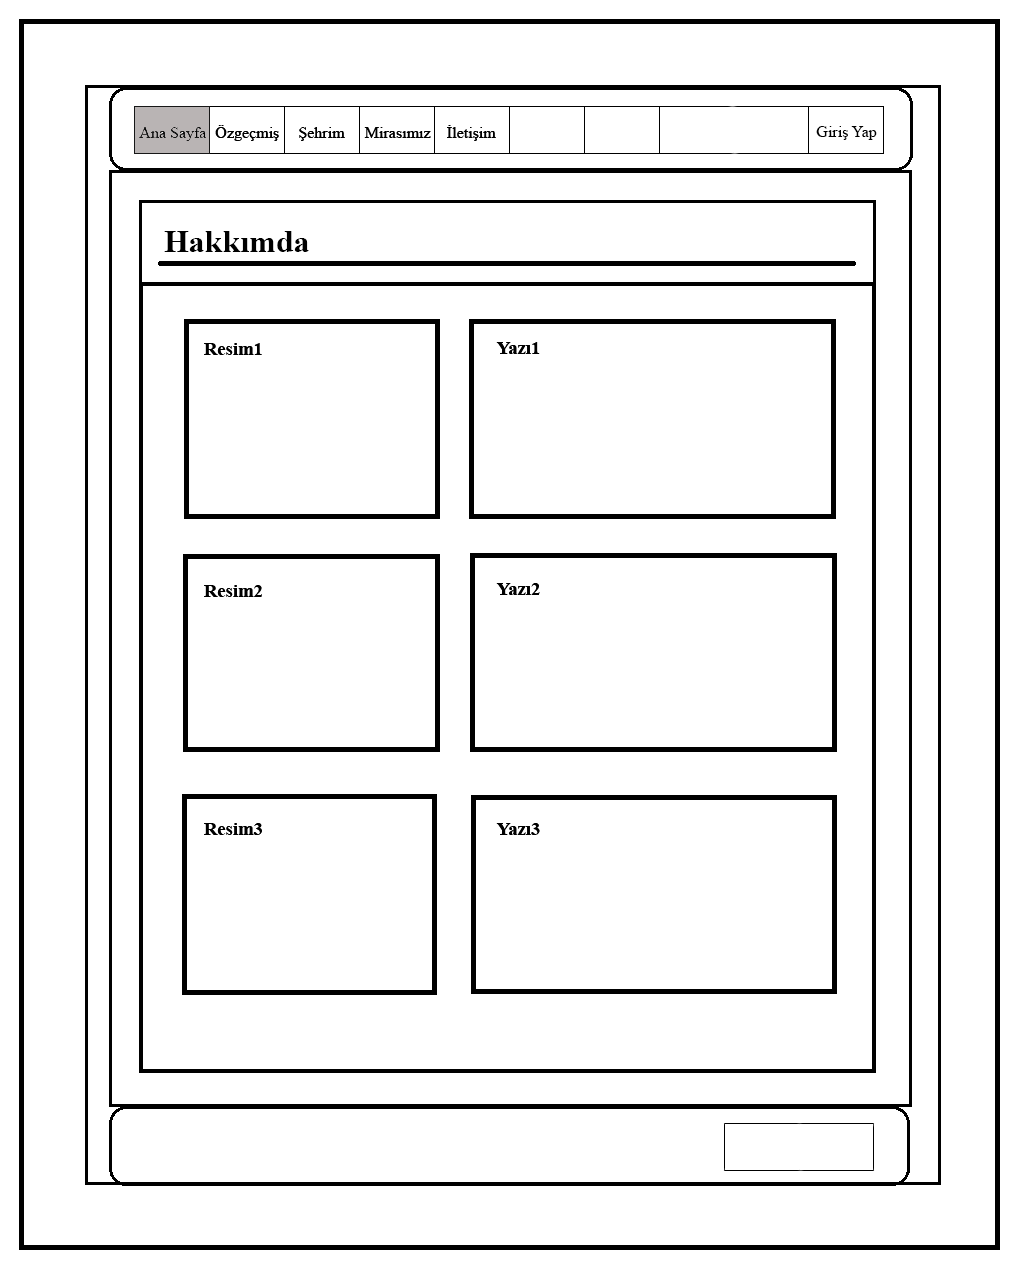 Ana Sayfa Özgeçmiş Şehrim Mirasımız İletişim Giriş Yap
Hakkımda
Resim1 Yazı1
Resim2 Yazı2
Resim3 Yazı3